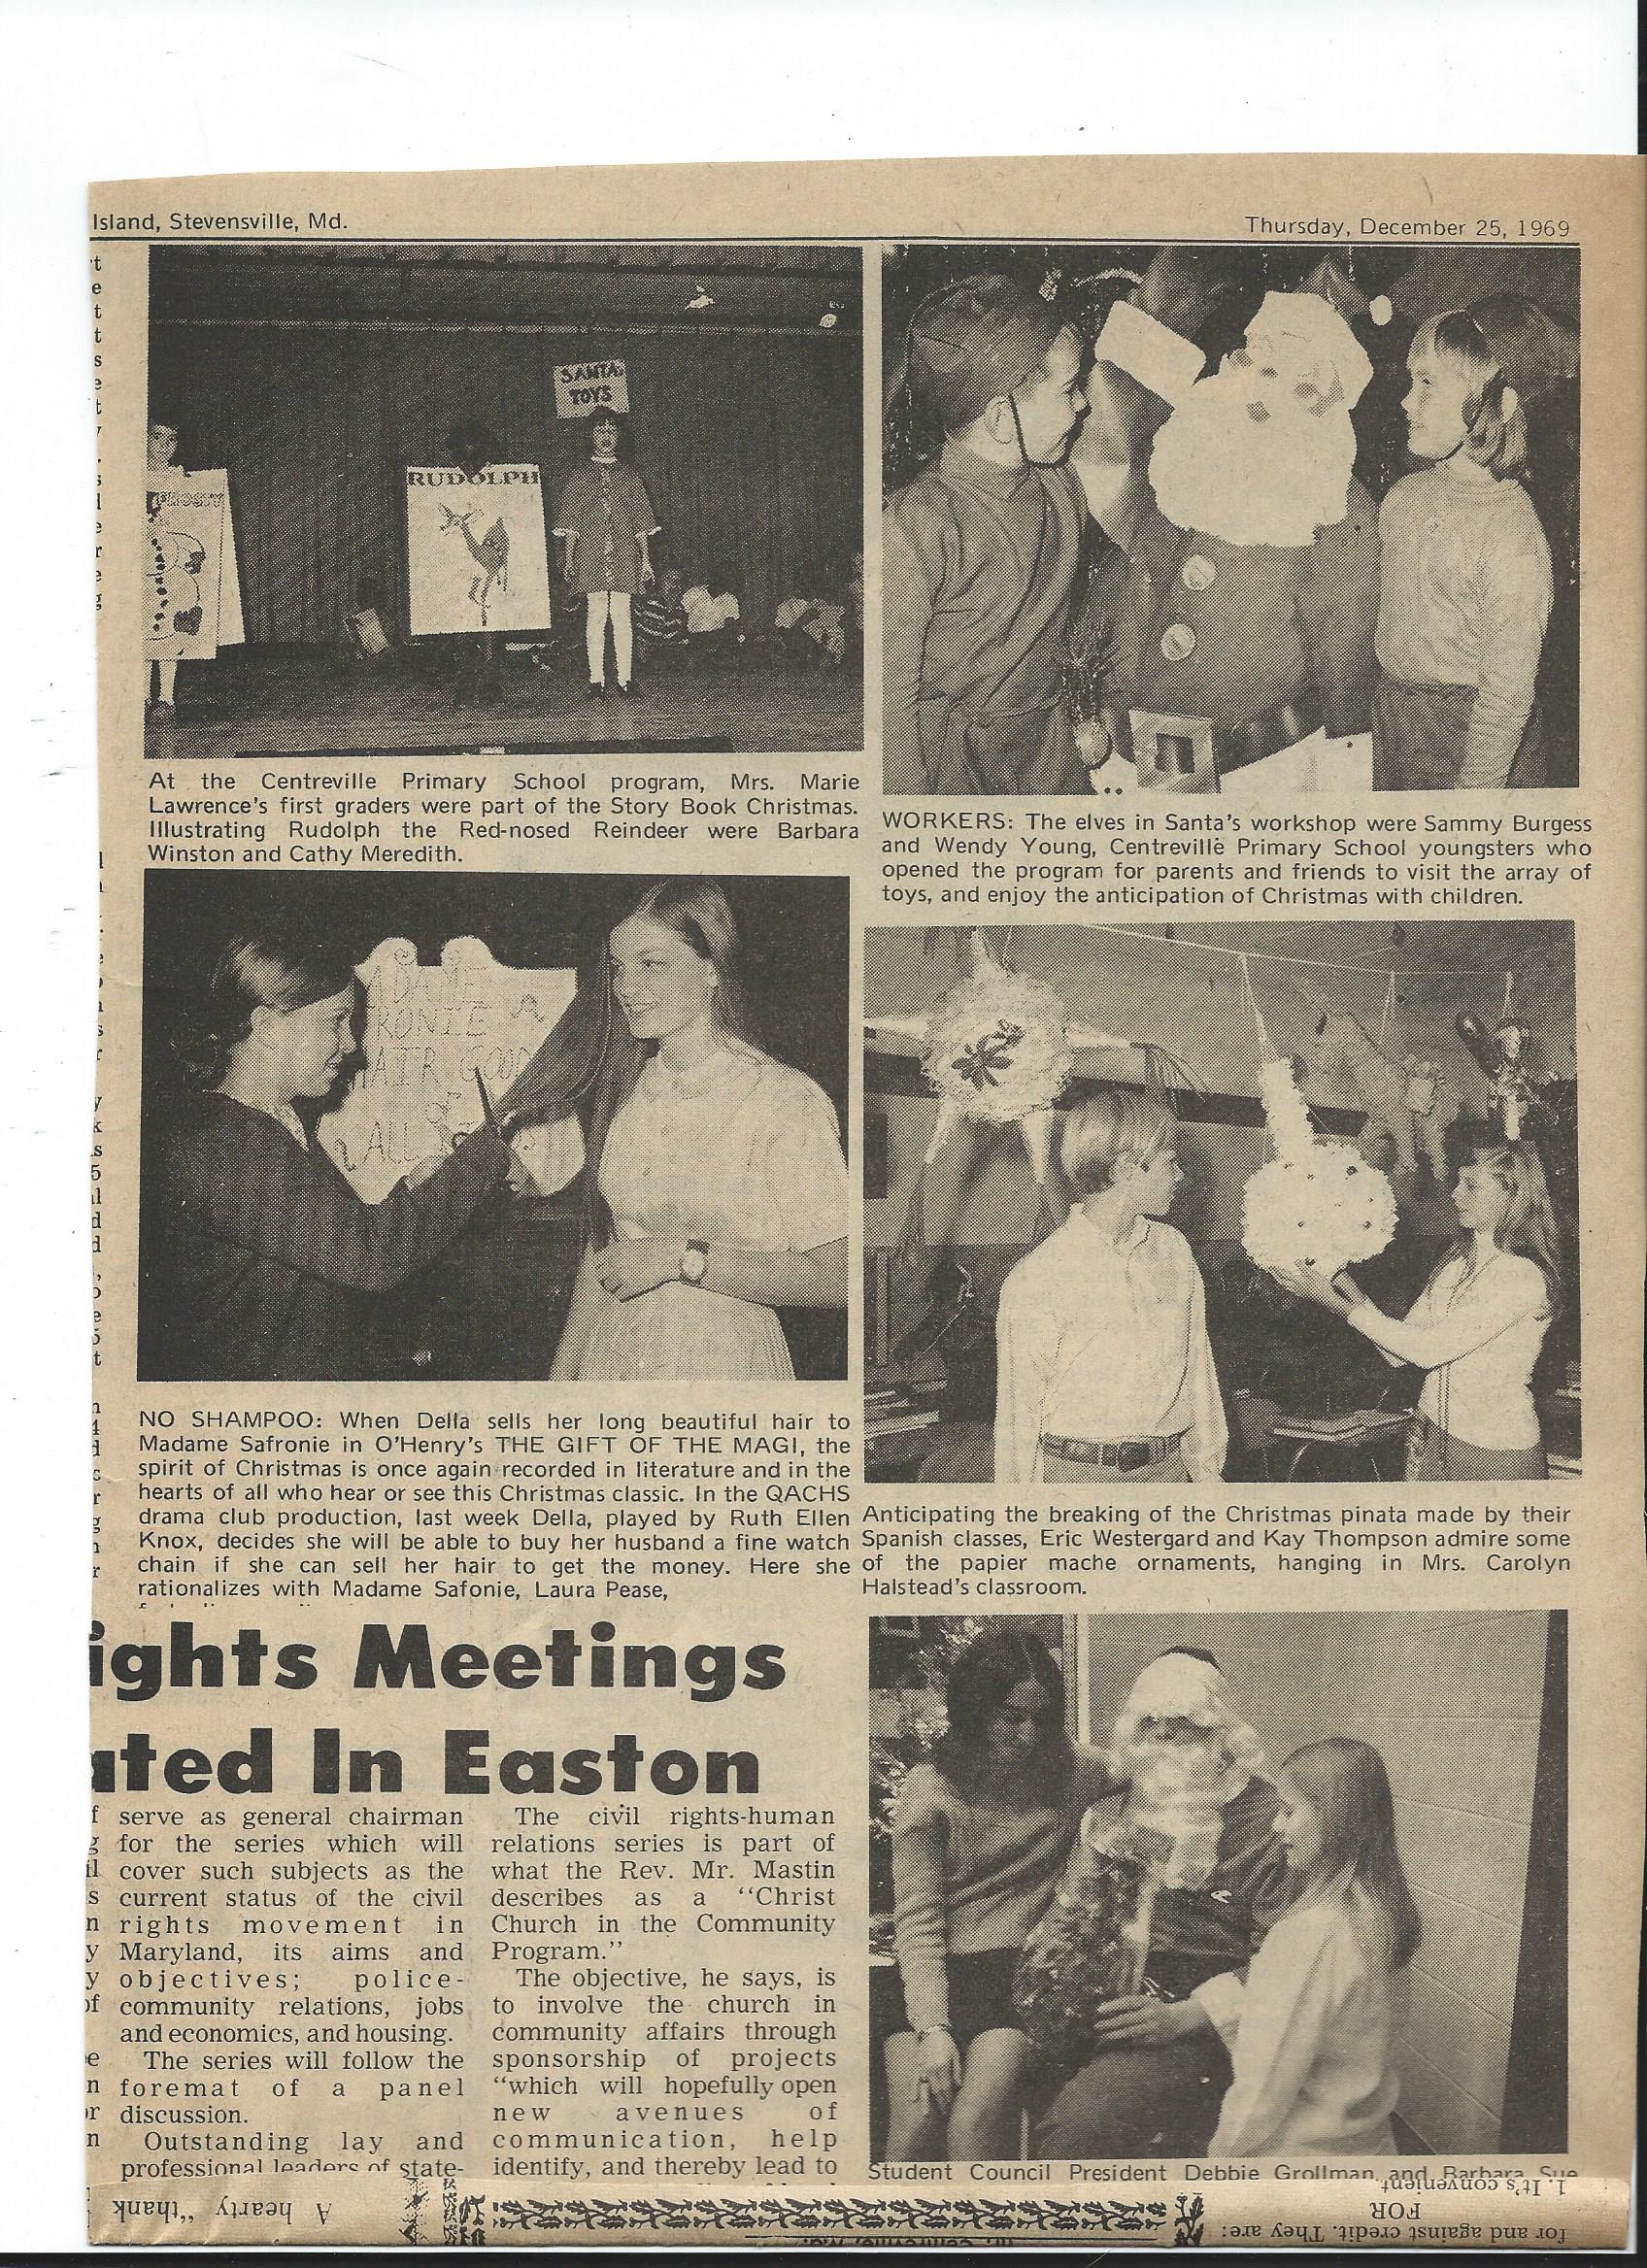 Island, Stevensville, Md.
Thursday, December 25, 1969
SANTA
TOYS
RUDOLPH
At the Centreville Primary School program, Mrs. Marie
Lawrence's first graders were part of the Story Book Christmas.
Illustrating Rudolph the Red-nosed Reindeer were Barbara
Winston and Cathy Meredith.
WORKERS: The elves in Santa's workshop were Sammy Burgess
and Wendy Young, Centreville Primary School youngsters who
opened the program for parents and friends to visit the array of
toys, and enjoy the anticipation of Christmas with children.
NO SHAMPOO: When Della sells her long beautiful hair to
Madame Safronie in O'Henry's THE GIFT OF THE MAGI, the
spirit of Christmas is once again recorded in literature and in the
hearts of all who hear or see this Christmas classic. In the QACHS
drama club production, last week Della, played by Ruth Ellen
Knox, decides she will be able to buy her husband a fine watch
chain if she can sell her hair to get the money. Here she
rationalizes with Madame Safonie, Laura Pease,
Anticipating the breaking of the Christmas pinata made by their
Spanish classes, Eric Westergard and Kay Thompson admire some
of the papier mache ornaments, hanging in Mrs. Carolyn
Halstead's classroom.
ights Meetings
ated In Easton
serve as general chairman
for the series which will
cover such subjects as the
current status of the civil
rights movement in
Maryland, its aims and
objectives; police-
community relations, jobs
and economics, and housing.
The series will follow the
foremat of a panel
discussion.
Outstanding lay and
professional leaders of state-
The civil rights-human
relations series is part of
what the Rev. Mr. Mastin
describes as a "Christ
Church in the Community
Program."
The objective, he says, is
to involve the church in
community affairs through
sponsorship of projects
"which will hopefully open
new avenues of
communication, help
identify, and thereby lead to
Student Council President Debbie Grollman and Barbara Sue
A hearty "thank
for and against credit. They are:
FOR
1. It's convenient